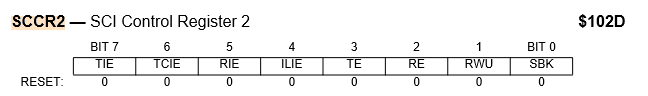 SCCR2 — SCI Control Register 2 $102D
BIT 7 6 5 4 3 2 1 BIT 0
TIE TCIE RIE ILIE TE RE RWU SBK
RESET: 0 0 0 0 0 0 0 0